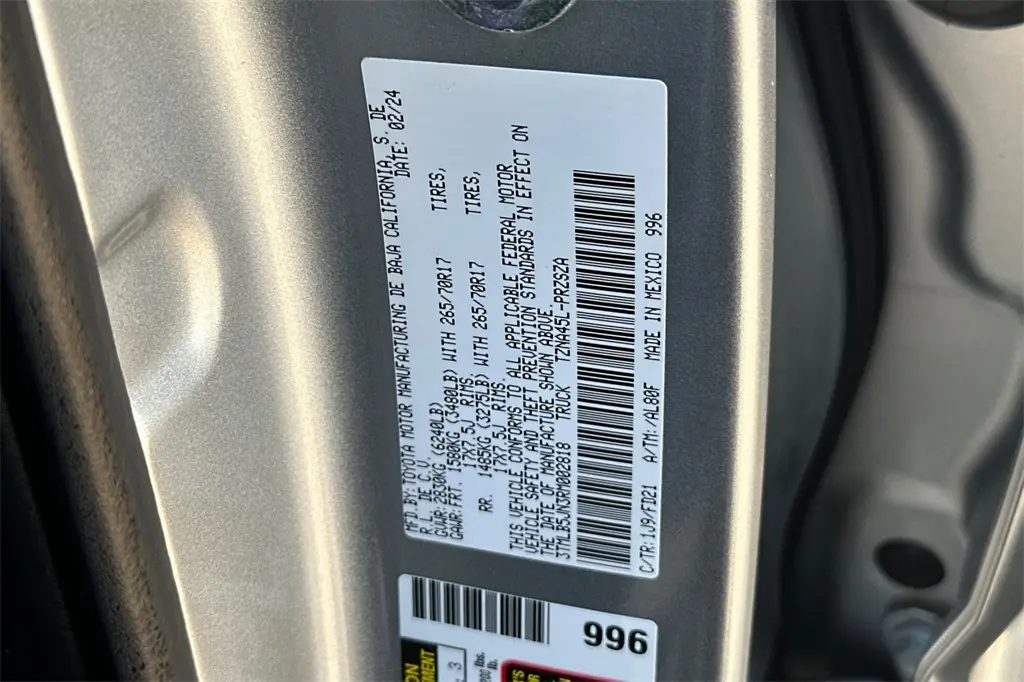 MFD.BY:TOYOTA MOTOR MANUFACTURING DE BAJA CALIFORNIA, S. DE
R. L. DE C. V. DATE: 02/24
GVWR: 2830KG (6240LB)
GAWR: FRT. 1580KG (3480LB) WITH 265/70R17 TIRES,
17X7.5J RIMS.
RR. 1485KG (3275LB) WITH 265/70R17 TIRES,
17X7.5J RIMS.
THIS VEHICLE CONFORMS TO ALL APPLICABLE FEDERAL MOTOR
VEHICLE SAFETY AND THEFT PREVENTION STANDARDS IN EFFECT ON
THE DATE OF MANUFACTURE SHOWN ABOVE.
3TMLB5JN3RM002818 TRUCK TZNA45L-PRZSZA
C/TR:1J9/FD21 A/TM:/AL80F MADE IN MEXICO 996
996